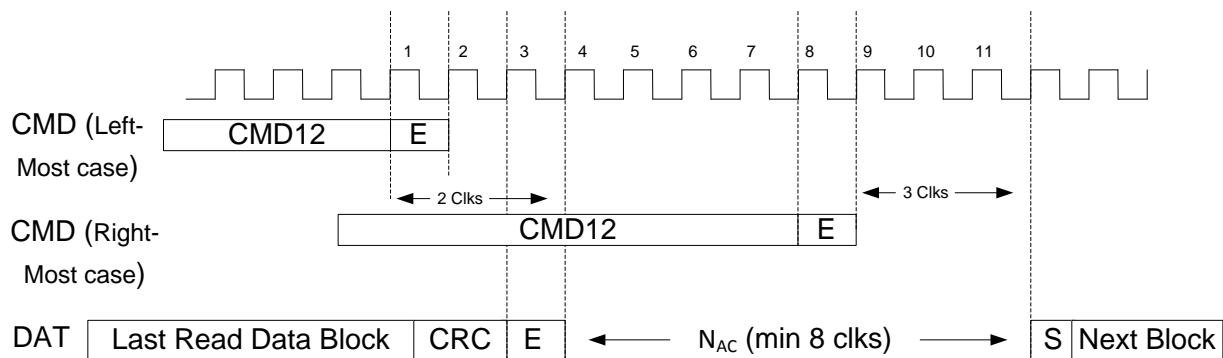 1 2 3 4 5 6 7 8 9 10 11
CMD (Left-
Most case)
CMD12 E
2 Clks
3 Clks
CMD (Right-
Most case)
CMD12 E
DAT Last Read Data Block CRC E NAC (min 8 clks) S Next Block